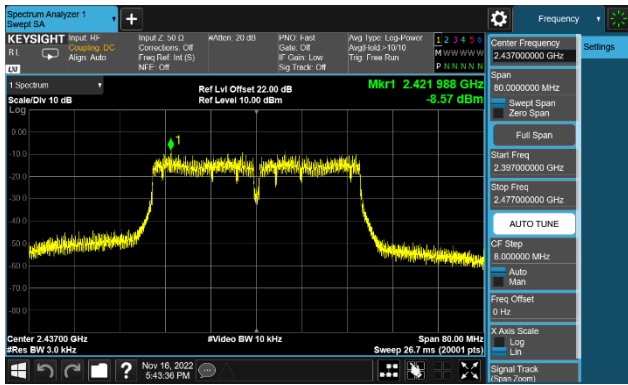 Spectrum Analyzer 1
Swept SA
+
Frequency
KEYSIGHT Input: RF Input Z: 50 Ω #Atten: 20 dB PNO: Fast Avg Type: Log-Power 1 2 3 4 5 6
R L Coupling: DC Corrections: Off Gate: Off Avg|Hold: >10/10 M W W W W W
Align: Auto Freq Ref: Int (S) IF Gain: Low Trig: Free Run
LXI NFE: Off Sig Track: Off P N N N N N
1 Spectrum
Ref Lvl Offset 22.00 dB Mkr1 2.421 988 GHz
Scale/Div 10 dB Ref Level 10.00 dBm -8.57 dBm
Log
1
0.00
-10.0
-20.0
-30.0
-40.0
-50.0
-60.0
-70.0
-80.0
Center 2.43700 GHz #Video BW 10 kHz Span 80.00 MHz
#Res BW 3.0 kHz Sweep 26.7 ms (20001 pts)
? Nov 16, 2022
5:43:36 PM
Center Frequency
2.437000000 GHz
Settings
Span
80.0000000 MHz
Swept Span
Zero Span
Full Span
Start Freq
2.397000000 GHz
Stop Freq
2.477000000 GHz
AUTO TUNE
CF Step
8.000000 MHz
Auto
Man
Freq Offset
0 Hz
X Axis Scale
Log
Lin
Signal Track
(Span Zoom)